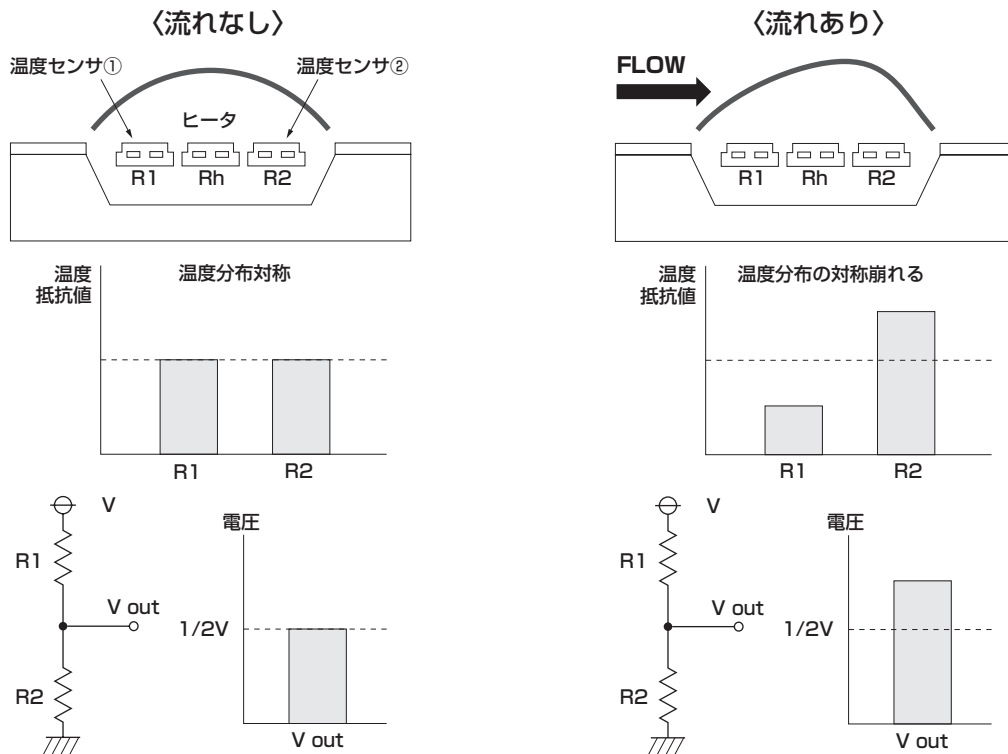 〈流れなし〉
温度センサ①
温度センサ②
ヒータ
R1 Rh R2
温度
抵抗値
温度分布対称
R1 R2
V
R1
V out
R2
電圧
1/2V
V out
〈流れあり〉
FLOW
R1 Rh R2
温度
抵抗値
温度分布の対称崩れる
R1 R2
V
R1
V out
R2
電圧
1/2V
V out